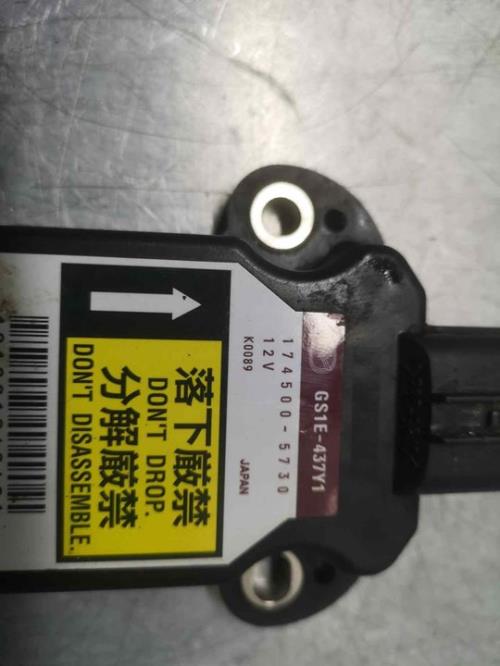 GS1E-437Y1
174500-5730
12V
K0089 JAPAN
落下厳禁
DON'T DROP.
分解厳禁
DON'T DISASSEMBLE.